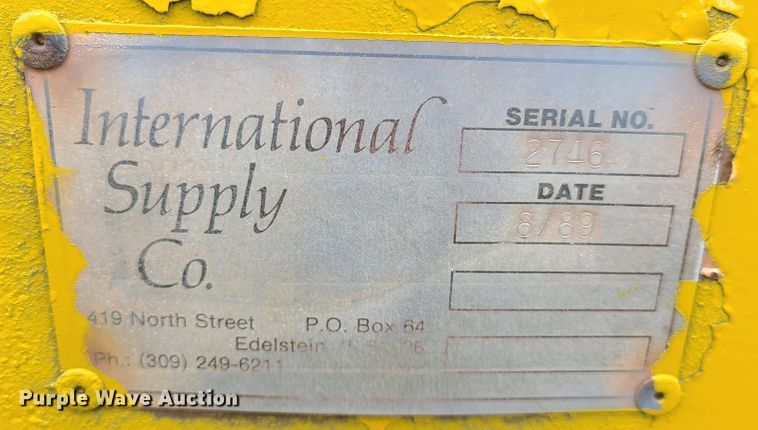 International
Supply
Co.
419 North Street P.O. Box 64
Edelstein
Ph.: (309) 249-6211
SERIAL NO.
2746
DATE
8/89
Purple Wave Auction